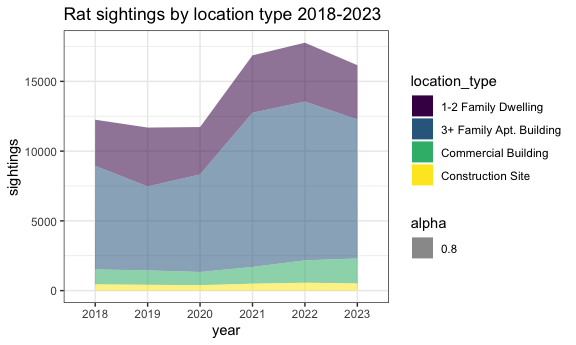 Rat sightings by location type 2018-2023
15000
10000
5000
0
sightings
2018 2019 2020 2021 2022 2023
year
location_type
1-2 Family Dwelling
3+ Family Apt. Building
Commercial Building
Construction Site
alpha
0.8